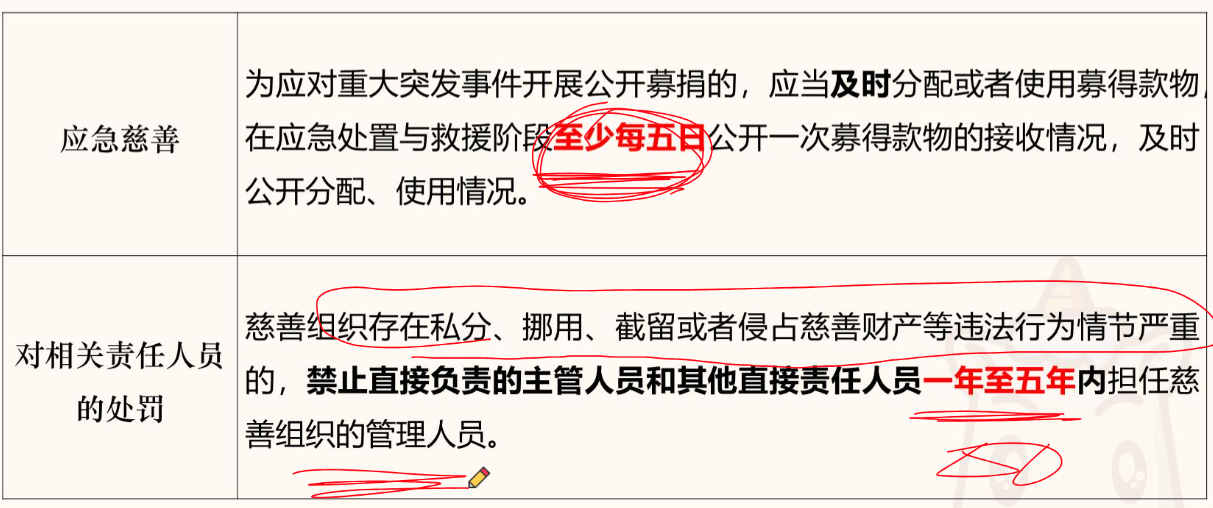 应急慈善
为应对重大突发事件开展公开募捐的，应当及时分配或者使用募得款物，
在应急处置与救援阶段至少每五日公开一次募得款物的接收情况，及时
公开分配、使用情况。
对相关责任人员
的处罚
慈善组织存在私分、挪用、截留或者侵占慈善财产等违法行为情节严重
的，禁止直接负责的主管人员和其他直接责任人员一年至五年内担任慈
善组织的管理人员。